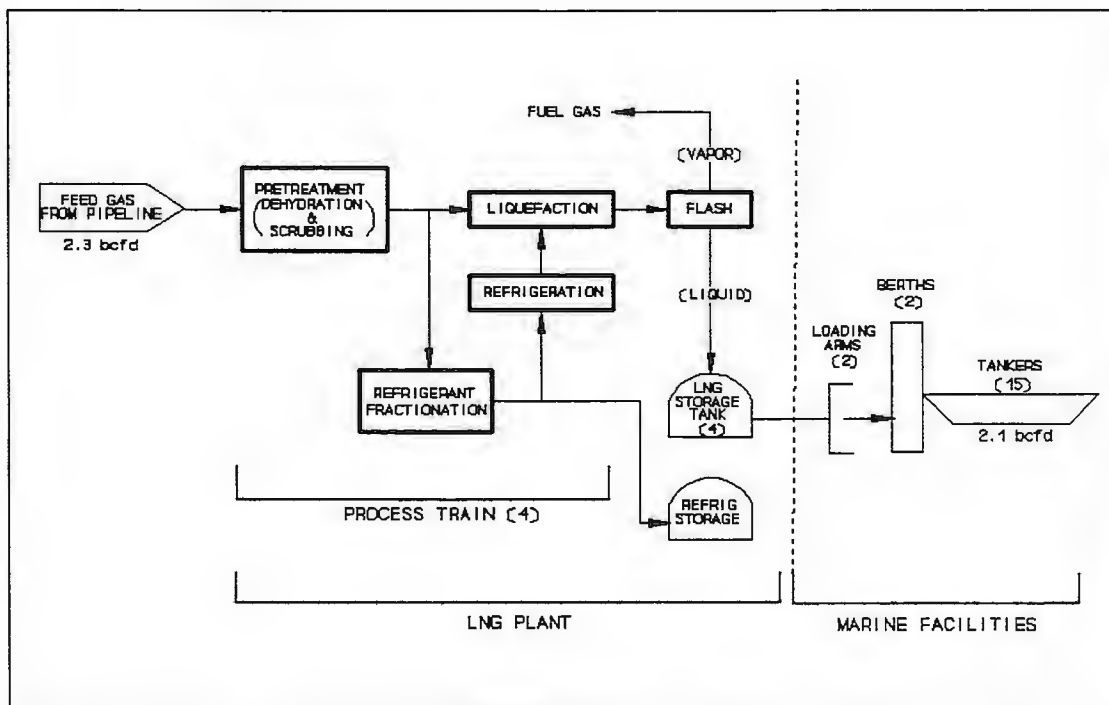 FUEL GAS
(VAPOR)
FEED GAS
FROM PIPELINE
2.3 bcfd
PRETREATMENT
(DEHYDRATION
&
SCRUBBING)
LIQUEFACTION
FLASH
REFRIGERATION
(LIQUID)
BERTHS
(2)
LOADING
ARMS
(2)
TANKERS
(15)
2.1 bcfd
REFRIGERANT
FRACTIONATION
LNG
STORAGE
TANK
(4)
REFRIG
STORAGE
PROCESS TRAIN (4)
LNG PLANT
MARINE FACILITIES